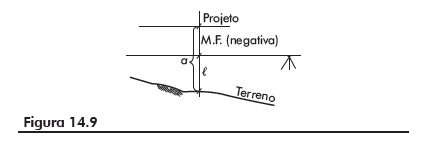 Projeto
M.F. (negativa)
a
ℓ
Terreno
Figura 14.9